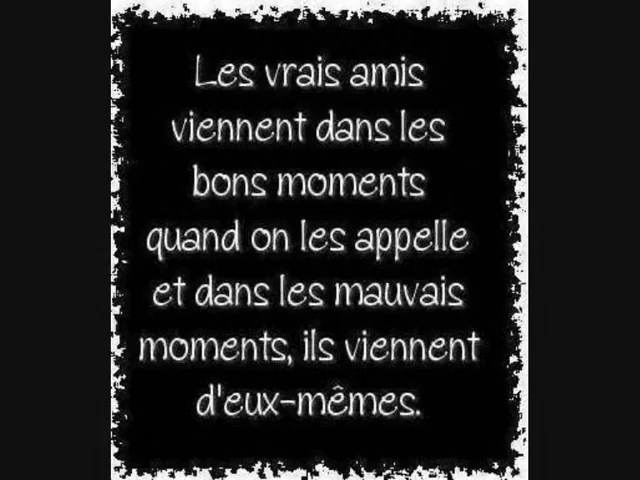 Les vrais amis
viennent dans les
bons moments
quand on les appelle
et dans les mauvais
moments, ils viennent
d'eux-mêmes.